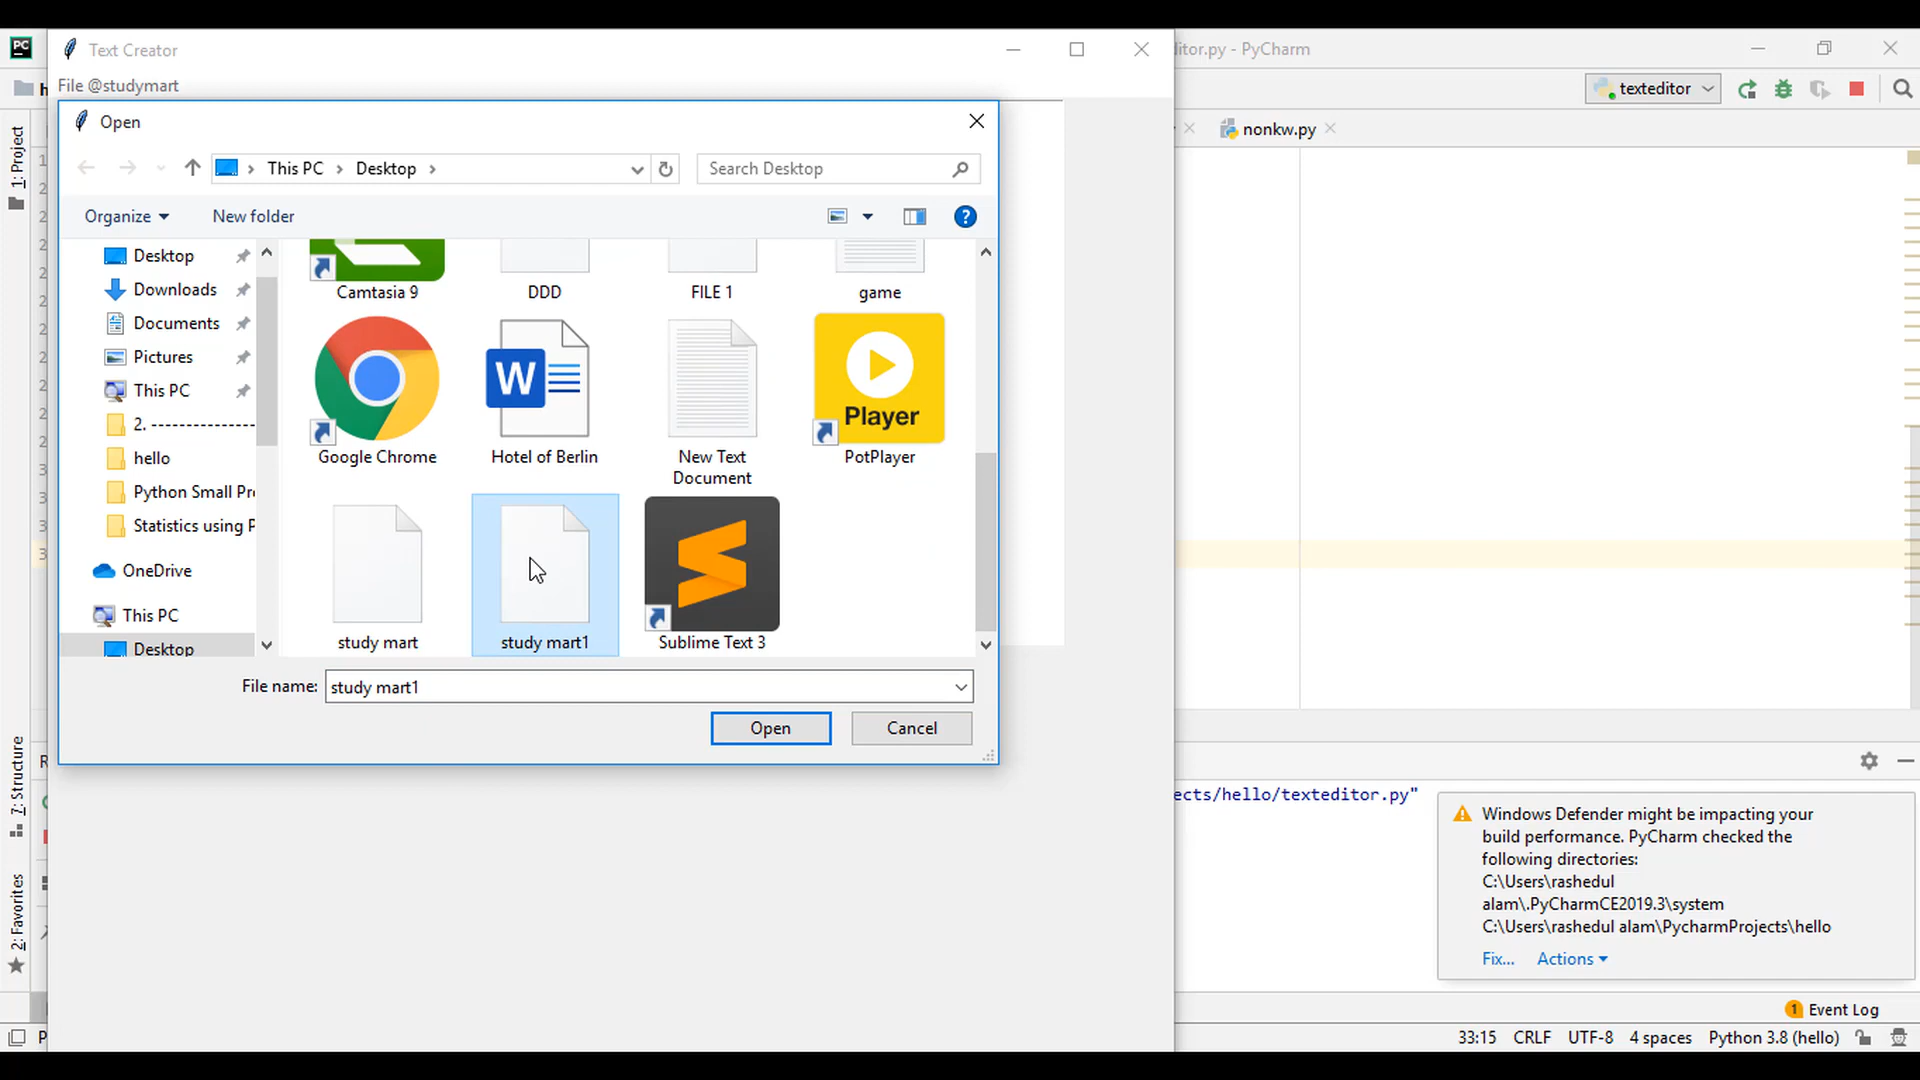 PC
Text Creator
itor.py - PyCharm
File @studymart
texteditor
Open
nonkw.py
1: Project
This PC > Desktop >
Search Desktop
Organize
New folder
Desktop
Downloads
Documents
Pictures
This PC
2. ---------------
hello
Python Small Pr
Statistics using P
OneDrive
This PC
Desktop
Camtasia 9
DDD
FILE 1
game
Google Chrome
W
Hotel of Berlin
New Text
Document
Player
PotPlayer
study mart
study mart1
Sublime Text 3
File name:
study mart1
Open
Cancel
7: Structure
2: Favorites
ects/hello/texteditor.py"
Windows Defender might be impacting your
build performance. PyCharm checked the
following directories:
C:\Users\rashedul
alam\.PyCharmCE2019.3\system
C:\Users\rashedul alam\PycharmProjects\hello
Fix...
Actions
1 Event Log
33:15
CRLF
UTF-8
4 spaces
Python 3.8 (hello)